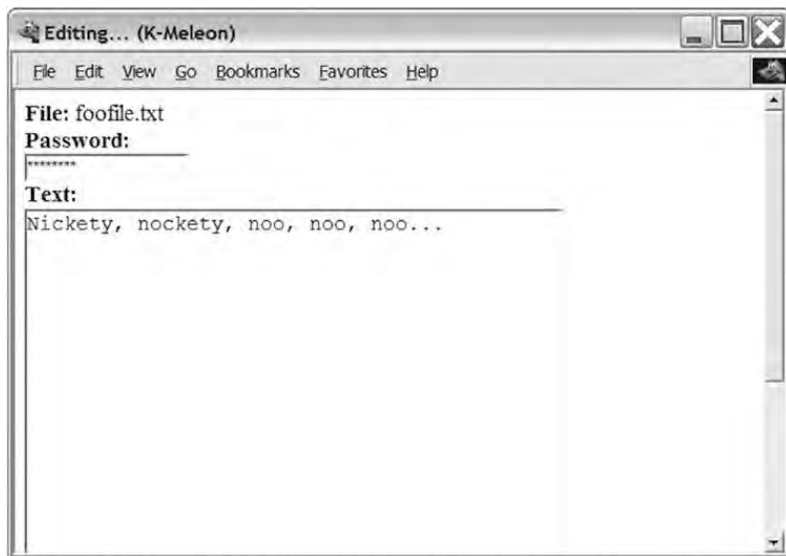 Editing... (K-Meleon)
File Edit View Go Bookmarks Favorites Help
File: foofile.txt
Password:
********
Text:
Nickety, nockety, noo, noo, noo...